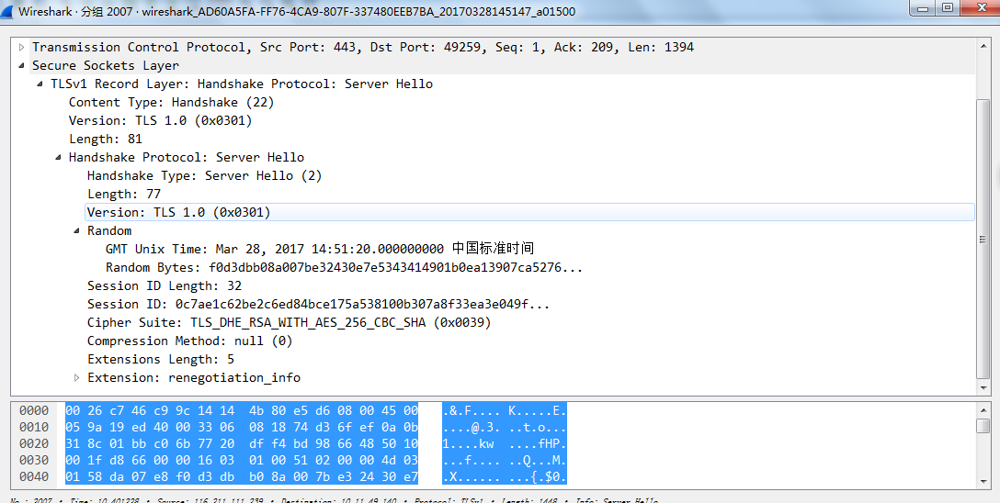 Wireshark · 分组 2007 · wireshark_AD60A5FA-FF76-4CA9-807F-337480EEB7BA_20170328145147_a01500
Transmission Control Protocol, Src Port: 443, Dst Port: 49259, Seq: 1, Ack: 209, Len: 1394
Secure Sockets Layer
TLSv1 Record Layer: Handshake Protocol: Server Hello
Content Type: Handshake (22)
Version: TLS 1.0 (0x0301)
Length: 81
Handshake Protocol: Server Hello
Handshake Type: Server Hello (2)
Length: 77
Version: TLS 1.0 (0x0301)
Random
GMT Unix Time: Mar 28, 2017 14:51:20.000000000 中国标准时间
Random Bytes: f0d3dbb08a007be32430e7e5343414901b0ea13907ca5276...
Session ID Length: 32
Session ID: 0c7ae1c62be2c6ed84bce175a538100b307a8f33ea3e049f...
Cipher Suite: TLS_DHE_RSA_WITH_AES_256_CBC_SHA (0x0039)
Compression Method: null (0)
Extensions Length: 5
Extension: renegotiation_info
0000 00 26 c7 46 c9 9c 14 14 4b 80 e5 d6 08 00 45 00 .&.F.... K.....E.
0010 05 9a 19 ed 40 00 33 06 08 18 74 d3 6f ef 0a 0b ....@.3. ..t.o...
0020 31 8c 01 bb c0 6b 77 20 df f4 bd 98 66 48 50 10 1....kw ....fHP.
0030 00 1f d8 66 00 00 16 03 01 00 51 02 00 00 4d 03 ...f.... ..Q...M.
0040 01 58 da 07 e8 f0 d3 db b0 8a 00 7b e3 24 30 e7 .X...... ...{.$0.
No.: 2007 · Time: 10.401228 · Source: 116.211.111.239 · Destination: 10.11.49.140 · Protocol: TLSv1 · Length: 1448 · Info: Server Hello